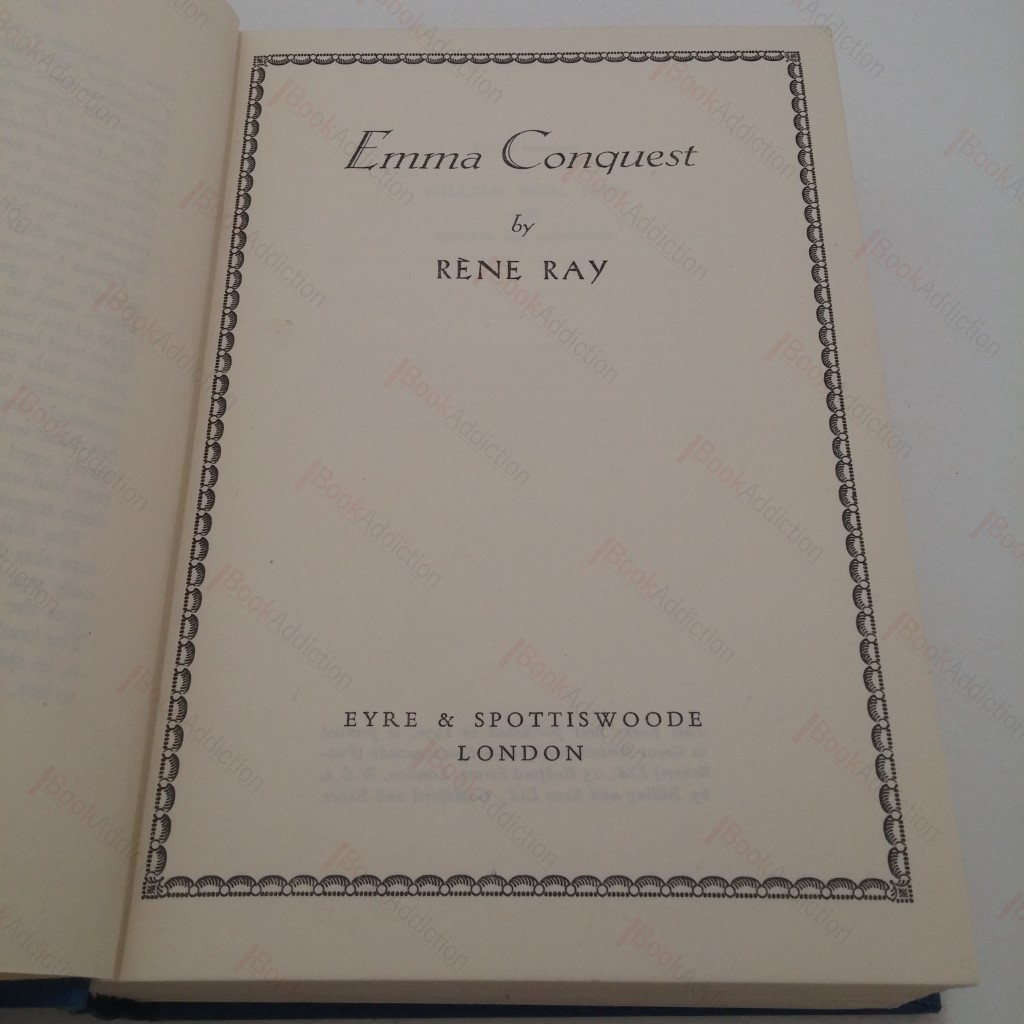 Emma Conquest
by
RÈNE RAY
EYRE & SPOTTISWOODE
LONDON